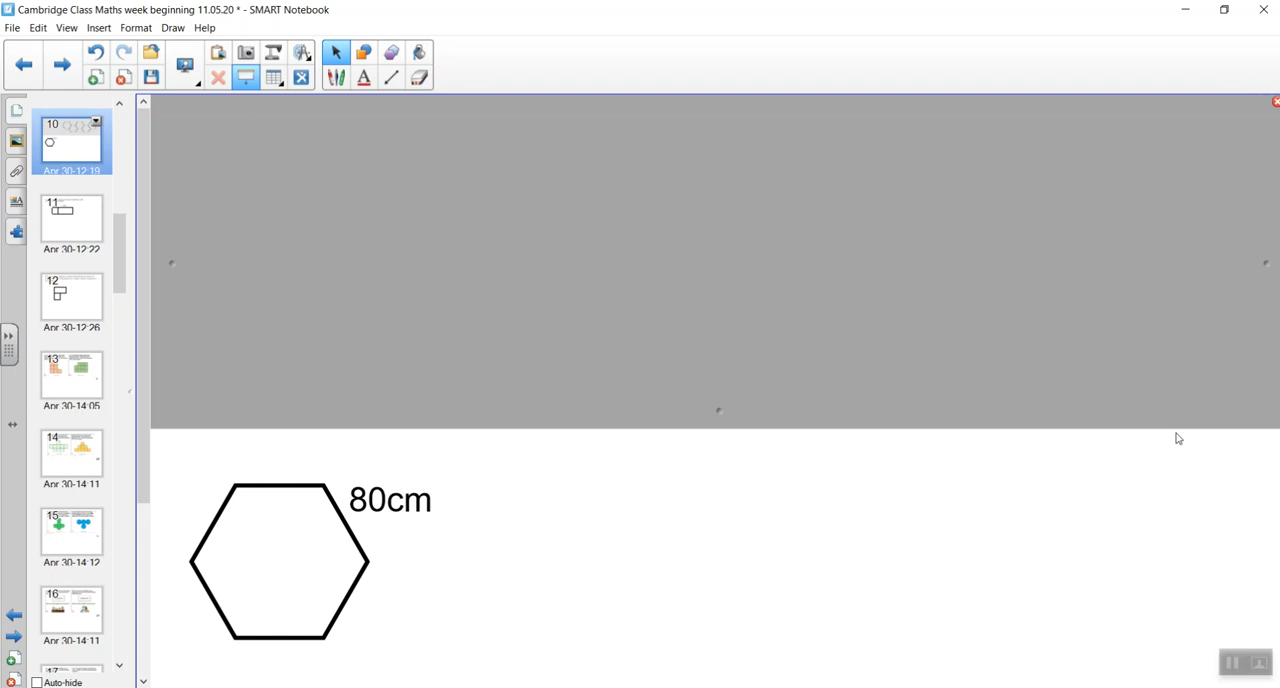 Cambridge Class Maths week beginning 11.05.20 * - SMART Notebook
File Edit View Insert Format Draw Help
10
Apr 30-12:19
11
Apr 30-12:22
12
Apr 30-12:26
13
Apr 30-14:05
14
Apr 30-14:11
15
Apr 30-14:12
16
Apr 30-14:11
17
Auto-hide
80cm